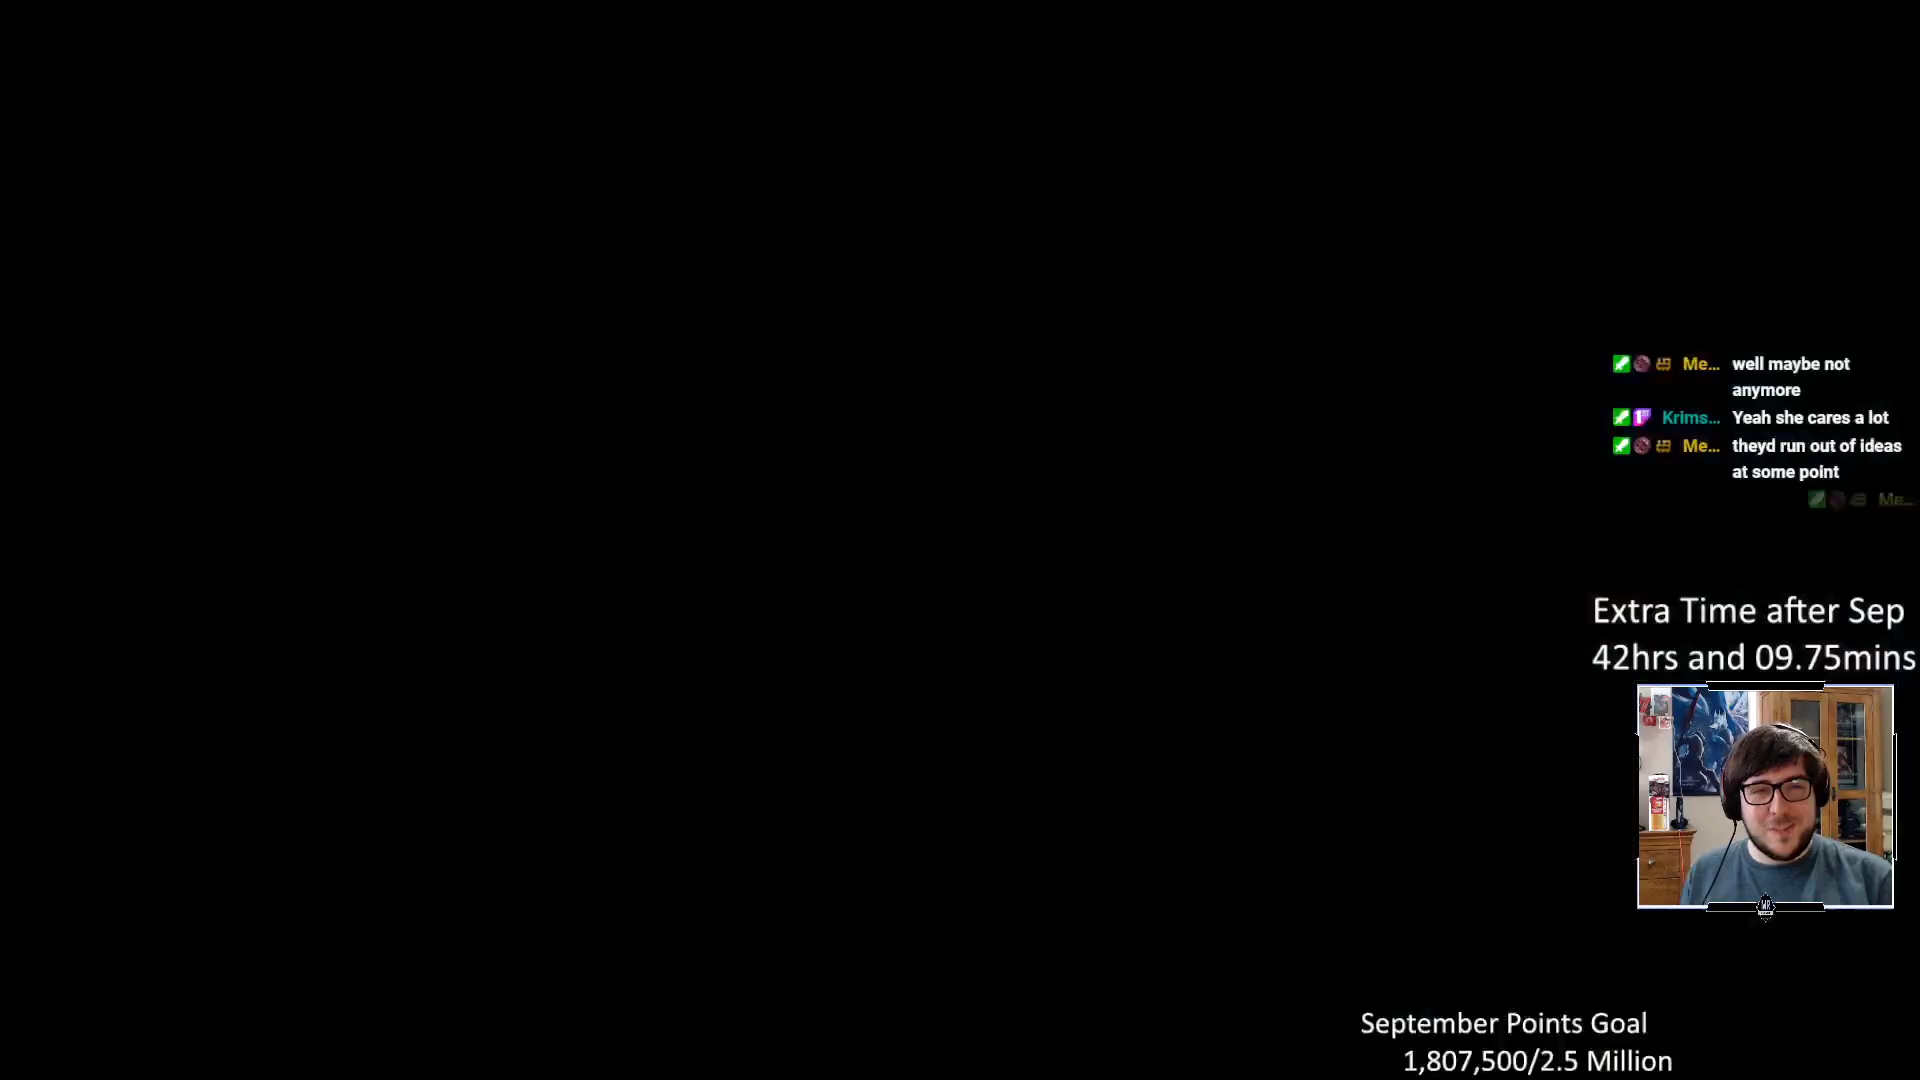 Me... well maybe not
anymore
Krims... Yeah she cares a lot
Me... theyd run out of ideas
at some point
Me...
Extra Time after Sep
42hrs and 09.75mins
September Points Goal
1,807,500/2.5 Million